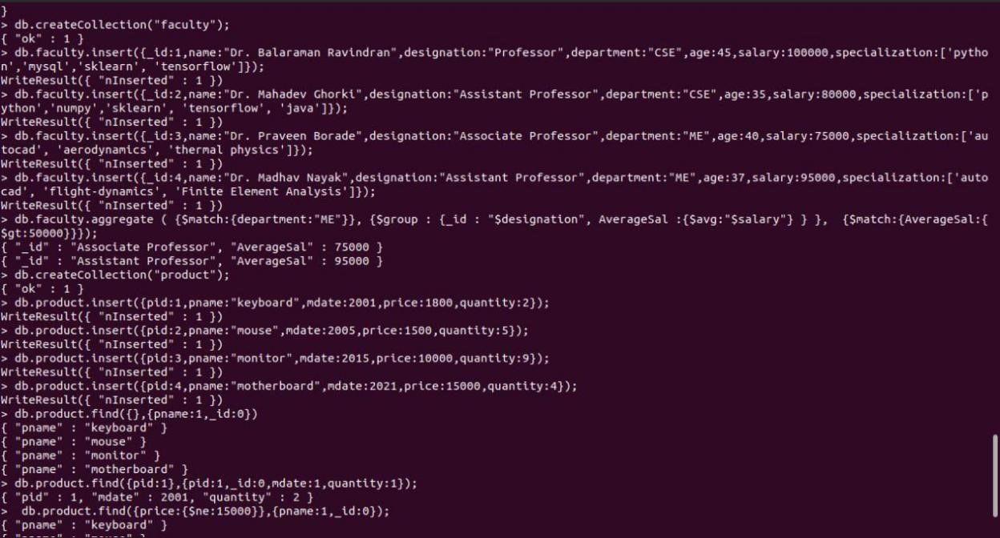 }
> db.createCollection("faculty");
{ "ok" : 1 }
> db.faculty.insert({_id:1,name:"Dr. Balaraman Ravindran",designation:"Professor",department:"CSE",age:45,salary:100000,specialization:['pytho
n','mysql','sklearn', 'tensorflow']});
WriteResult({ "nInserted" : 1 })
> db.faculty.insert({_id:2,name:"Dr. Mahadev Ghorki",designation:"Assistant Professor",department:"CSE",age:35,salary:80000,specialization:['p
ython','numpy','sklearn', 'tensorflow', 'java']});
WriteResult({ "nInserted" : 1 })
> db.faculty.insert({_id:3,name:"Dr. Praveen Borade",designation:"Associate Professor",department:"ME",age:40,salary:75000,specialization:['au
tocad', 'aerodynamics', 'thermal physics']});
WriteResult({ "nInserted" : 1 })
> db.faculty.insert({_id:4,name:"Dr. Madhav Nayak",designation:"Assistant Professor",department:"ME",age:37,salary:95000,specialization:['auto
cad', 'flight-dynamics', 'Finite Element Analysis']});
WriteResult({ "nInserted" : 1 })
> db.faculty.aggregate ( {$match:{department:"ME"}}, {$group : {_id : "$designation", AverageSal :{$avg:"$salary"} } },  {$match:{AverageSal:{
$gt:50000}}});
{ "_id" : "Associate Professor", "AverageSal" : 75000 }
{ "_id" : "Assistant Professor", "AverageSal" : 95000 }
> db.createCollection("product");
{ "ok" : 1 }
> db.product.insert({pid:1,pname:"keyboard",mdate:2001,price:1800,quantity:2});
WriteResult({ "nInserted" : 1 })
> db.product.insert({pid:2,pname:"mouse",mdate:2005,price:1500,quantity:5});
WriteResult({ "nInserted" : 1 })
> db.product.insert({pid:3,pname:"monitor",mdate:2015,price:10000,quantity:9});
WriteResult({ "nInserted" : 1 })
> db.product.insert({pid:4,pname:"motherboard",mdate:2021,price:15000,quantity:4});
WriteResult({ "nInserted" : 1 })
> db.product.find({},{pname:1,_id:0})
{ "pname" : "keyboard" }
{ "pname" : "mouse" }
{ "pname" : "monitor" }
{ "pname" : "motherboard" }
> db.product.find({pid:1},{pid:1,_id:0,mdate:1,quantity:1});
{ "pid" : 1, "mdate" : 2001, "quantity" : 2 }
>  db.product.find({price:{$ne:15000}},{pname:1,_id:0});
{ "pname" : "keyboard" }